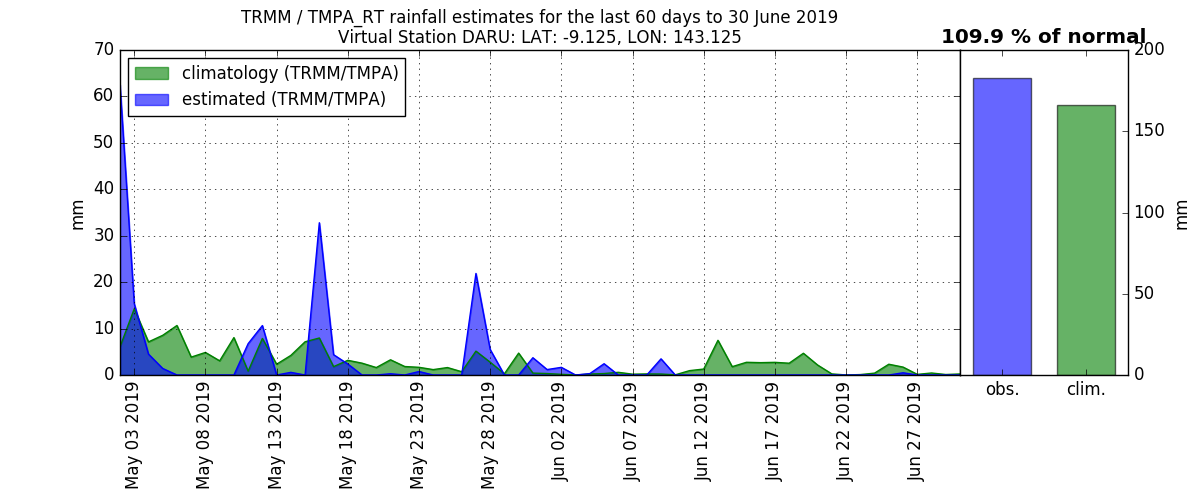 TRMM / TMPA_RT rainfall estimates for the last 60 days to 30 June 2019
Virtual Station DARU: LAT: -9.125, LON: 143.125
109.9 % of normal
climatology (TRMM/TMPA)
estimated (TRMM/TMPA)
70
60
50
40
30
20
10
0
mm
May 03 2019
May 08 2019
May 13 2019
May 18 2019
May 23 2019
May 28 2019
Jun 02 2019
Jun 07 2019
Jun 12 2019
Jun 17 2019
Jun 22 2019
Jun 27 2019
200
150
100
50
0
mm
obs.
clim.